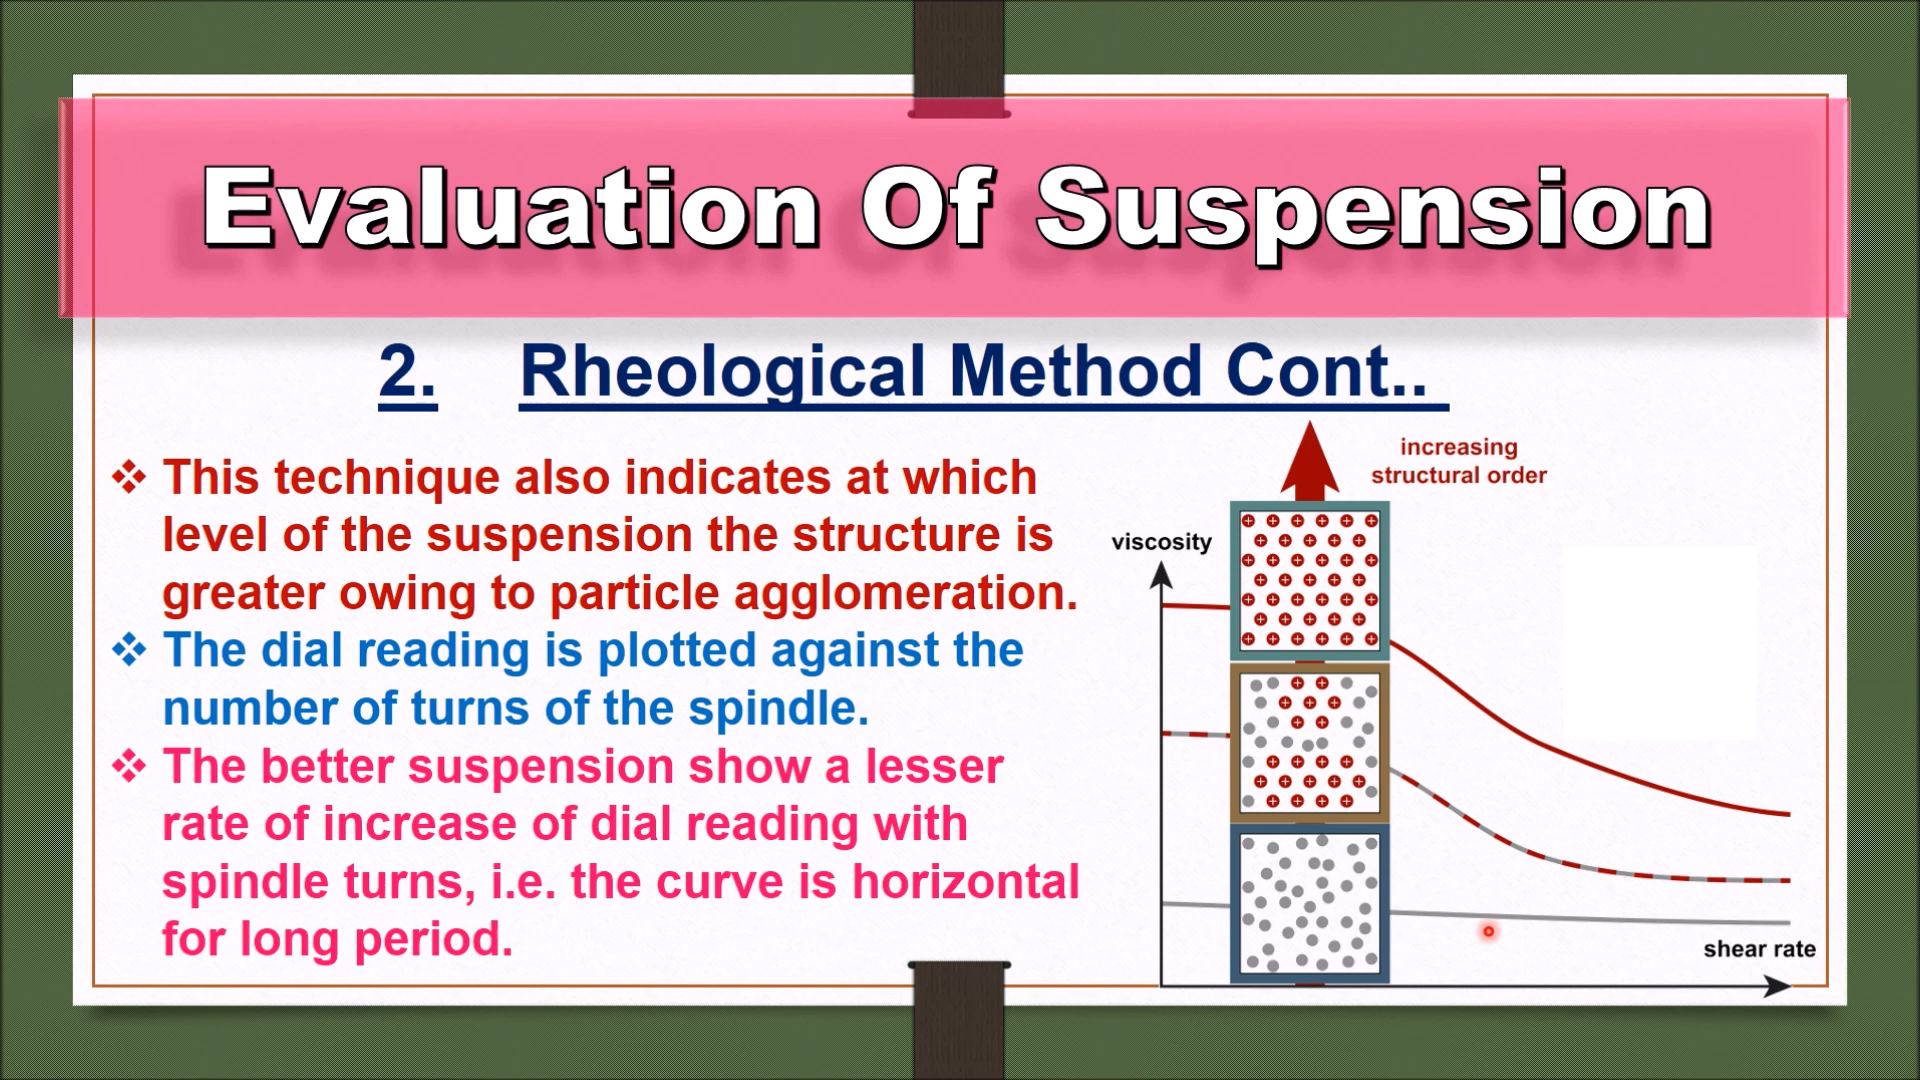 Evaluation Of Suspension
2. Rheological Method Cont..
❖ This technique also indicates at which
level of the suspension the structure is
greater owing to particle agglomeration.
❖ The dial reading is plotted against the
number of turns of the spindle.
❖ The better suspension show a lesser
rate of increase of dial reading with
spindle turns, i.e. the curve is horizontal
for long period.
increasing
structural order
viscosity
shear rate